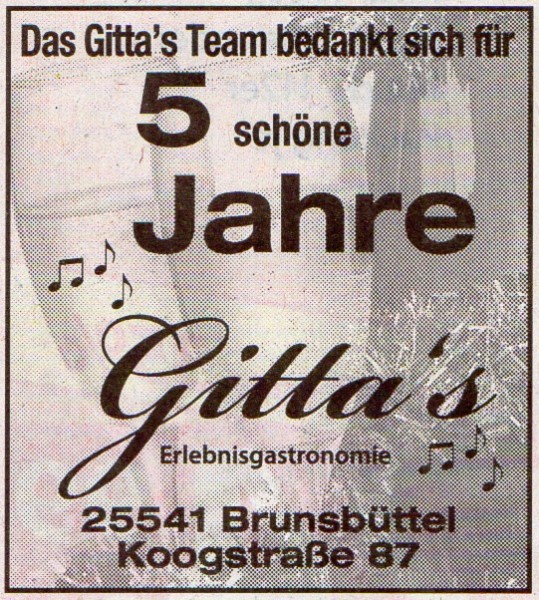 Das Gitta's Team bedankt sich für
5 schöne
Jahre
Gitta's
Erlebnisgastronomie
25541 Brunsbüttel
Koogstraße 87